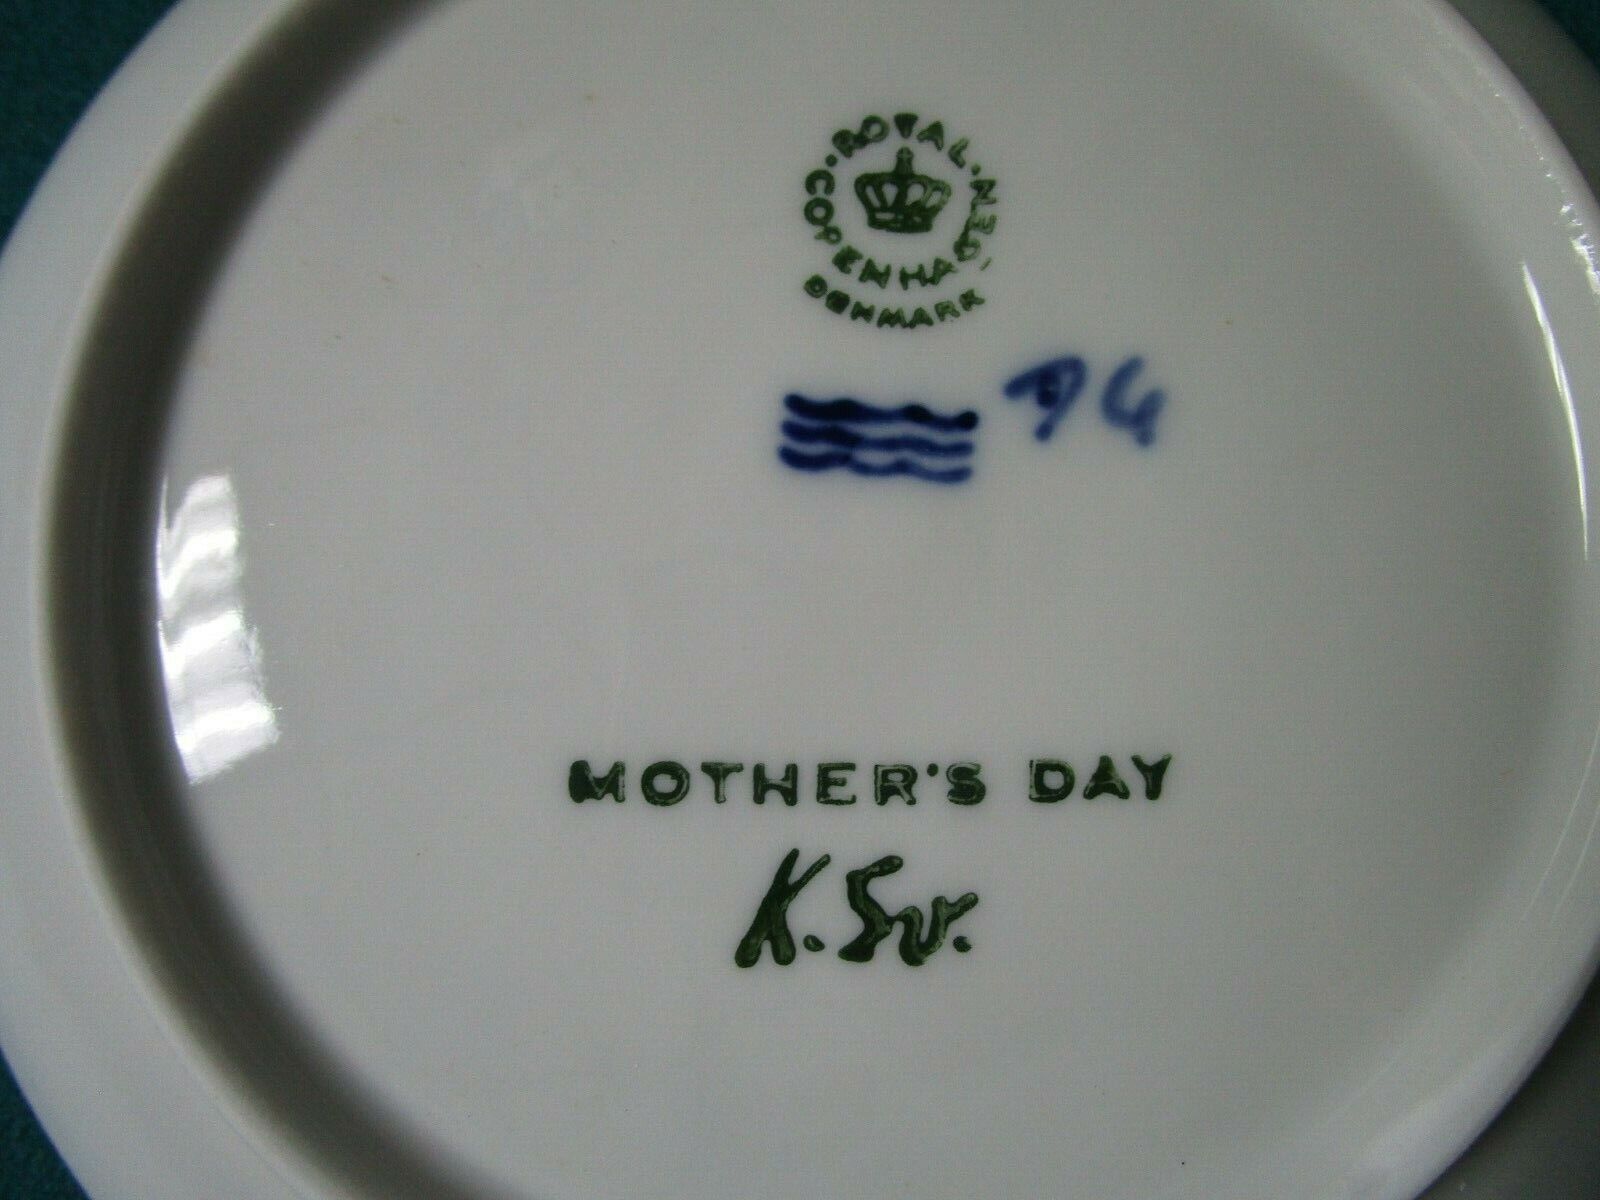 ROYAL · COPENHAGEN ·
DENMARK
MOTHER'S DAY
K. Sv.